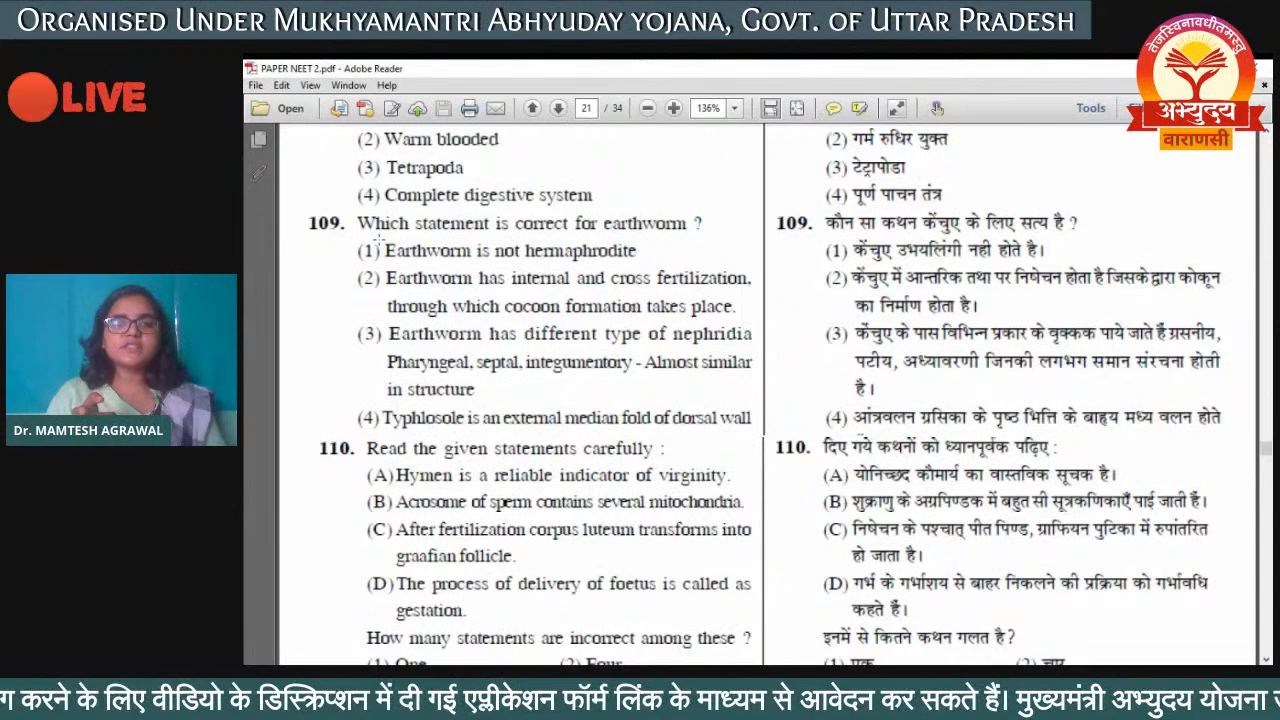 ORGANISED UNDER MUKHYAMANTRI ABHYUDAY YOJANA, GOVT. OF UTTAR PRADESH
तेजस्विनावधीतमस्तु
अभ्युदय
वाराणसी
LIVE
PAPER NEET 2.pdf - Adobe Reader
File Edit View Window Help
Open 21 / 34 136% Tools
(2) Warm blooded
(3) Tetrapoda
(4) Complete digestive system
109. Which statement is correct for earthworm ?
(1) Earthworm is not hermaphrodite
(2) Earthworm has internal and cross fertilization,
through which cocoon formation takes place.
(3) Earthworm has different type of nephridia
Pharyngeal, septal, integumentory - Almost similar
in structure
(4) Typhlosole is an external median fold of dorsal wall
110. Read the given statements carefully :
(A) Hymen is a reliable indicator of virginity.
(B) Acrosome of sperm contains several mitochondria.
(C) After fertilization corpus luteum transforms into
graafian follicle.
(D) The process of delivery of foetus is called as
gestation.
How many statements are incorrect among these ?
(1) One (2) Four
(2) गर्म रुधिर युक्त
(3) टेट्रापोडा
(4) पूर्ण पाचन तंत्र
109. कौन सा कथन केंचुए के लिए सत्य है ?
(1) केंचुए उभयलिंगी नही होते है।
(2) केंचुए में आन्तरिक तथा पर निषेचन होता है जिसके द्वारा कोकून
का निर्माण होता है।
(3) केंचुए के पास विभिन्न प्रकार के वृक्कक पाये जाते हैं ग्रसनीय,
पटीय, अध्यावरणी जिनकी लगभग समान संरचना होती
है।
(4) आंत्रवलन ग्रसिका के पृष्ठ भित्ति के बाहृय मध्य वलन होते
110. दिए गये कथनों को ध्यानपूर्वक पढ़िए :
(A) योनिच्छद कौमार्य का वास्तविक सूचक है।
(B) शुक्राणु के अग्रपिण्डक में बहुत सी सूत्रकणिकाएँ पाई जाती हैं।
(C) निषेचन के पश्चात् पीत पिण्ड, ग्राफियन पुटिका में रुपांतरित
हो जाता है।
(D) गर्भ के गर्भाशय से बाहर निकलने की प्रक्रिया को गर्भावधि
कहते हैं।
इनमें से कितने कथन गलत है?
(1) एक (2) चार
Dr. MAMTESH AGRAWAL
करने के लिए वीडियो के डिस्क्रिप्शन में दी गई एप्लीकेशन फॉर्म लिंक के माध्यम से आवेदन कर सकते हैं। मुख्यमंत्री अभ्युदय योजना